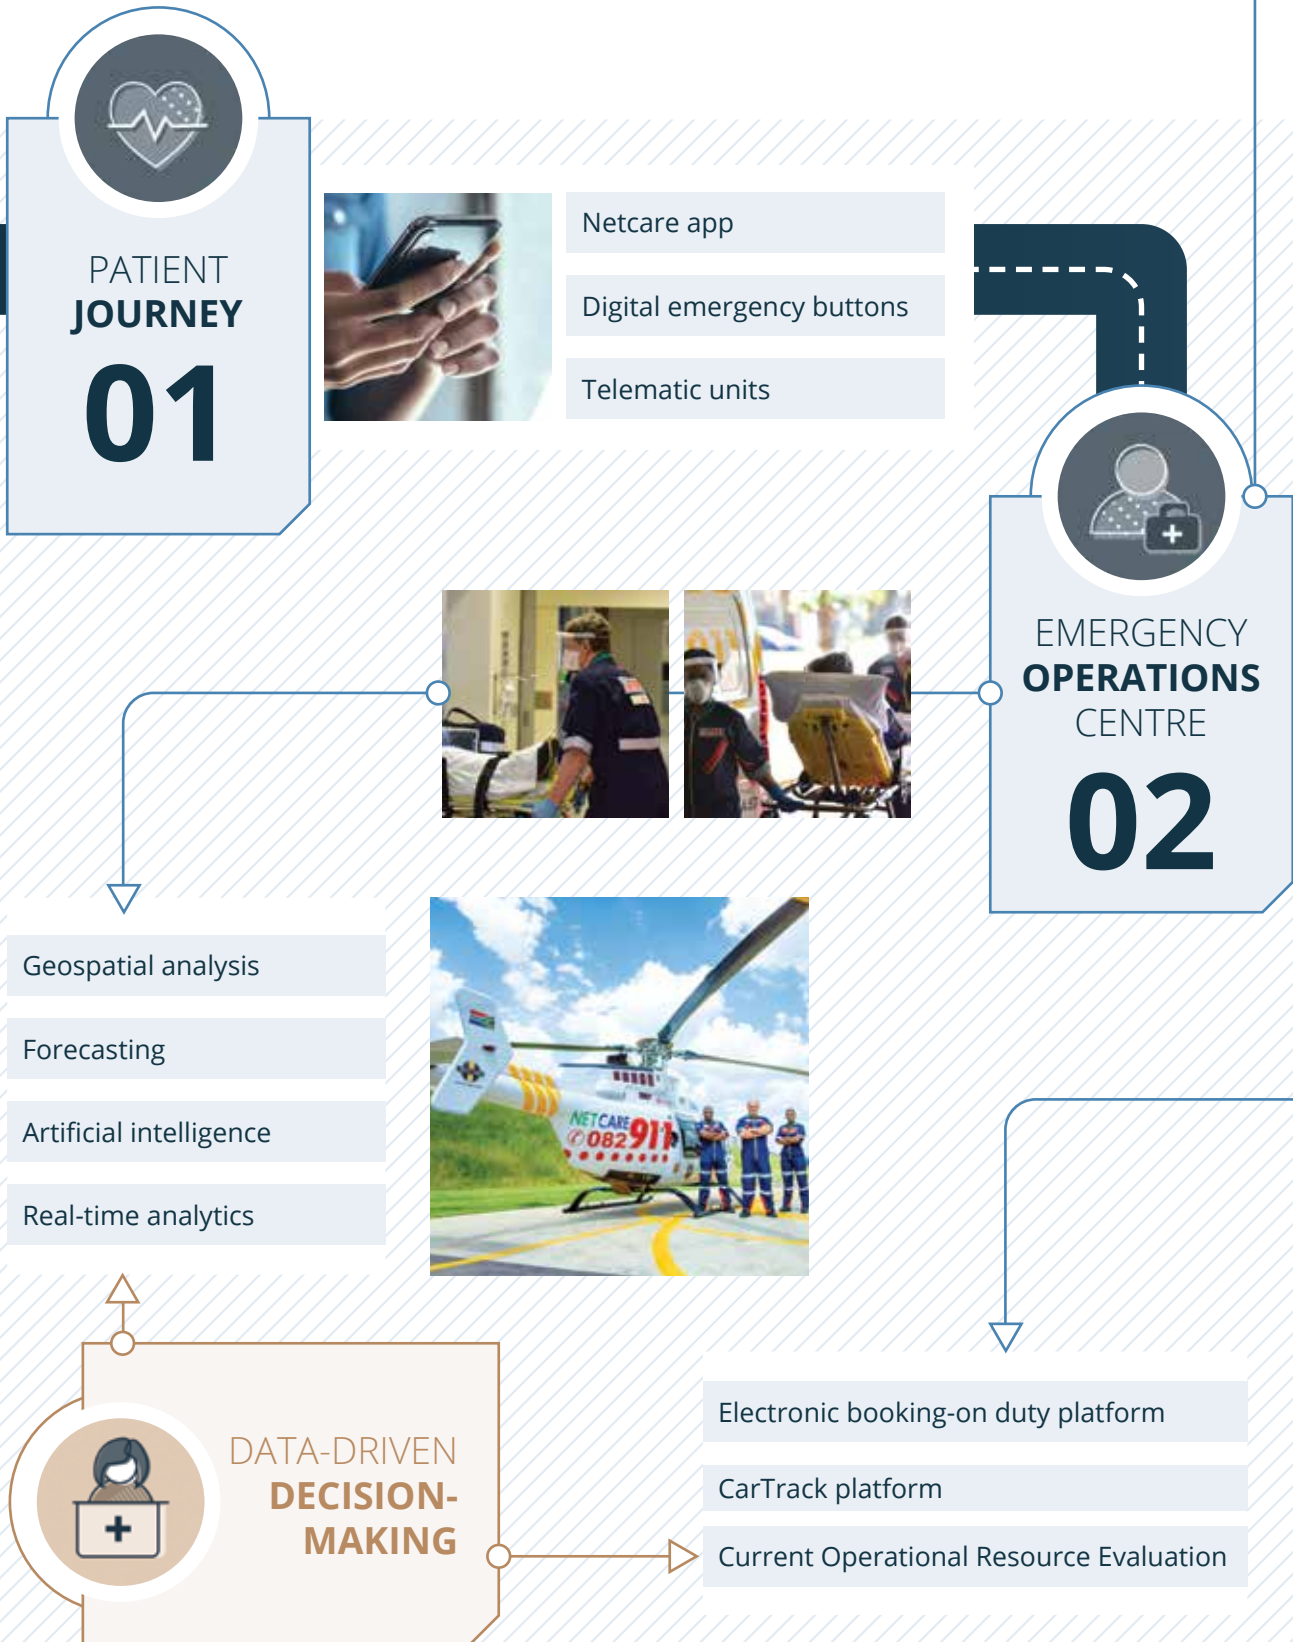 PATIENT
JOURNEY
01
Netcare app
Digital emergency buttons
Telematic units
EMERGENCY
OPERATIONS
CENTRE
02
Geospatial analysis
Forecasting
Artificial intelligence
Real-time analytics
NETCARE 911
082
DATA-DRIVEN
DECISION-
MAKING
Electronic booking-on duty platform
CarTrack platform
Current Operational Resource Evaluation